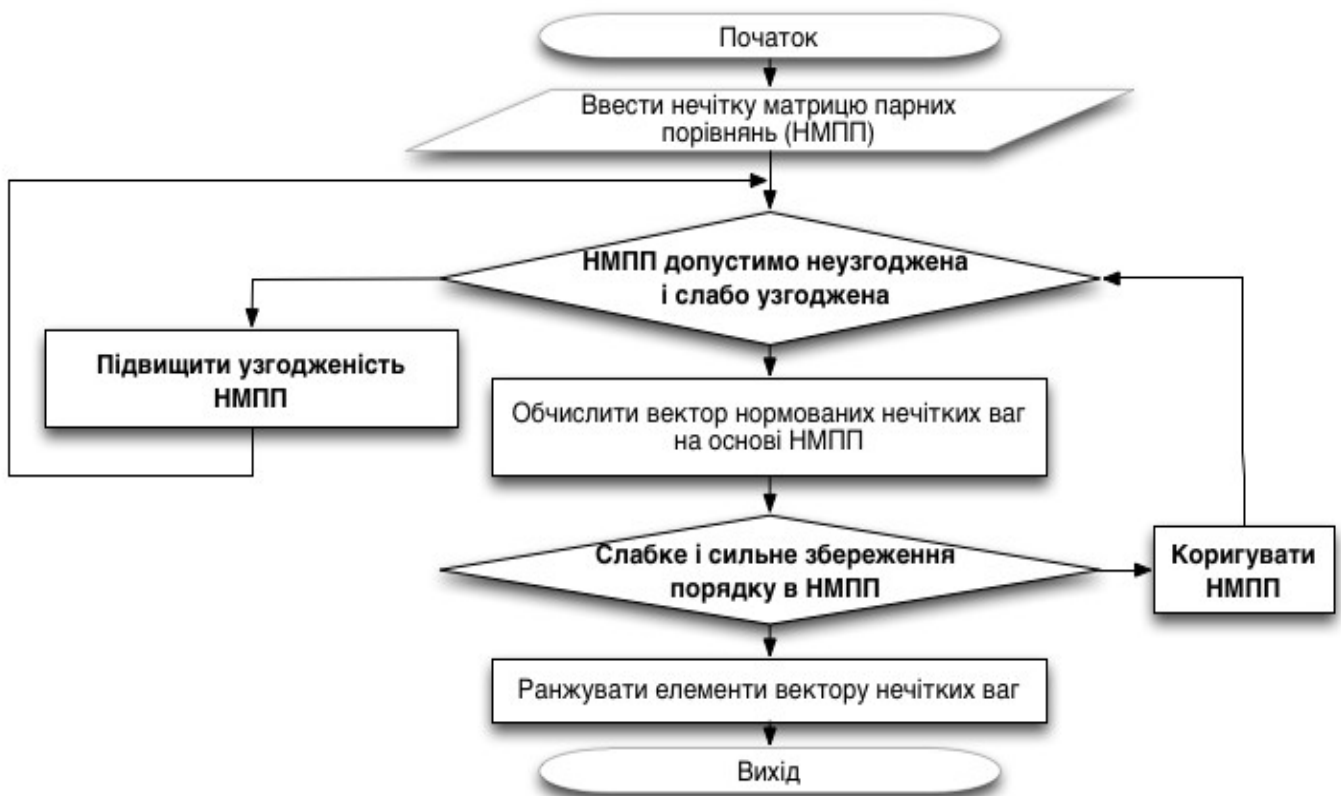 Початок
Ввести нечітку матрицю парних
порівнянь (НМПП)
НМПП допустимо неузгоджена
і слабо узгоджена
Підвищити узгодженість
НМПП
Обчислити вектор нормованих нечітких ваг
на основі НМПП
Слабке і сильне збереження
порядку в НМПП
Коригувати
НМПП
Ранжувати елементи вектору нечітких ваг
Вихід